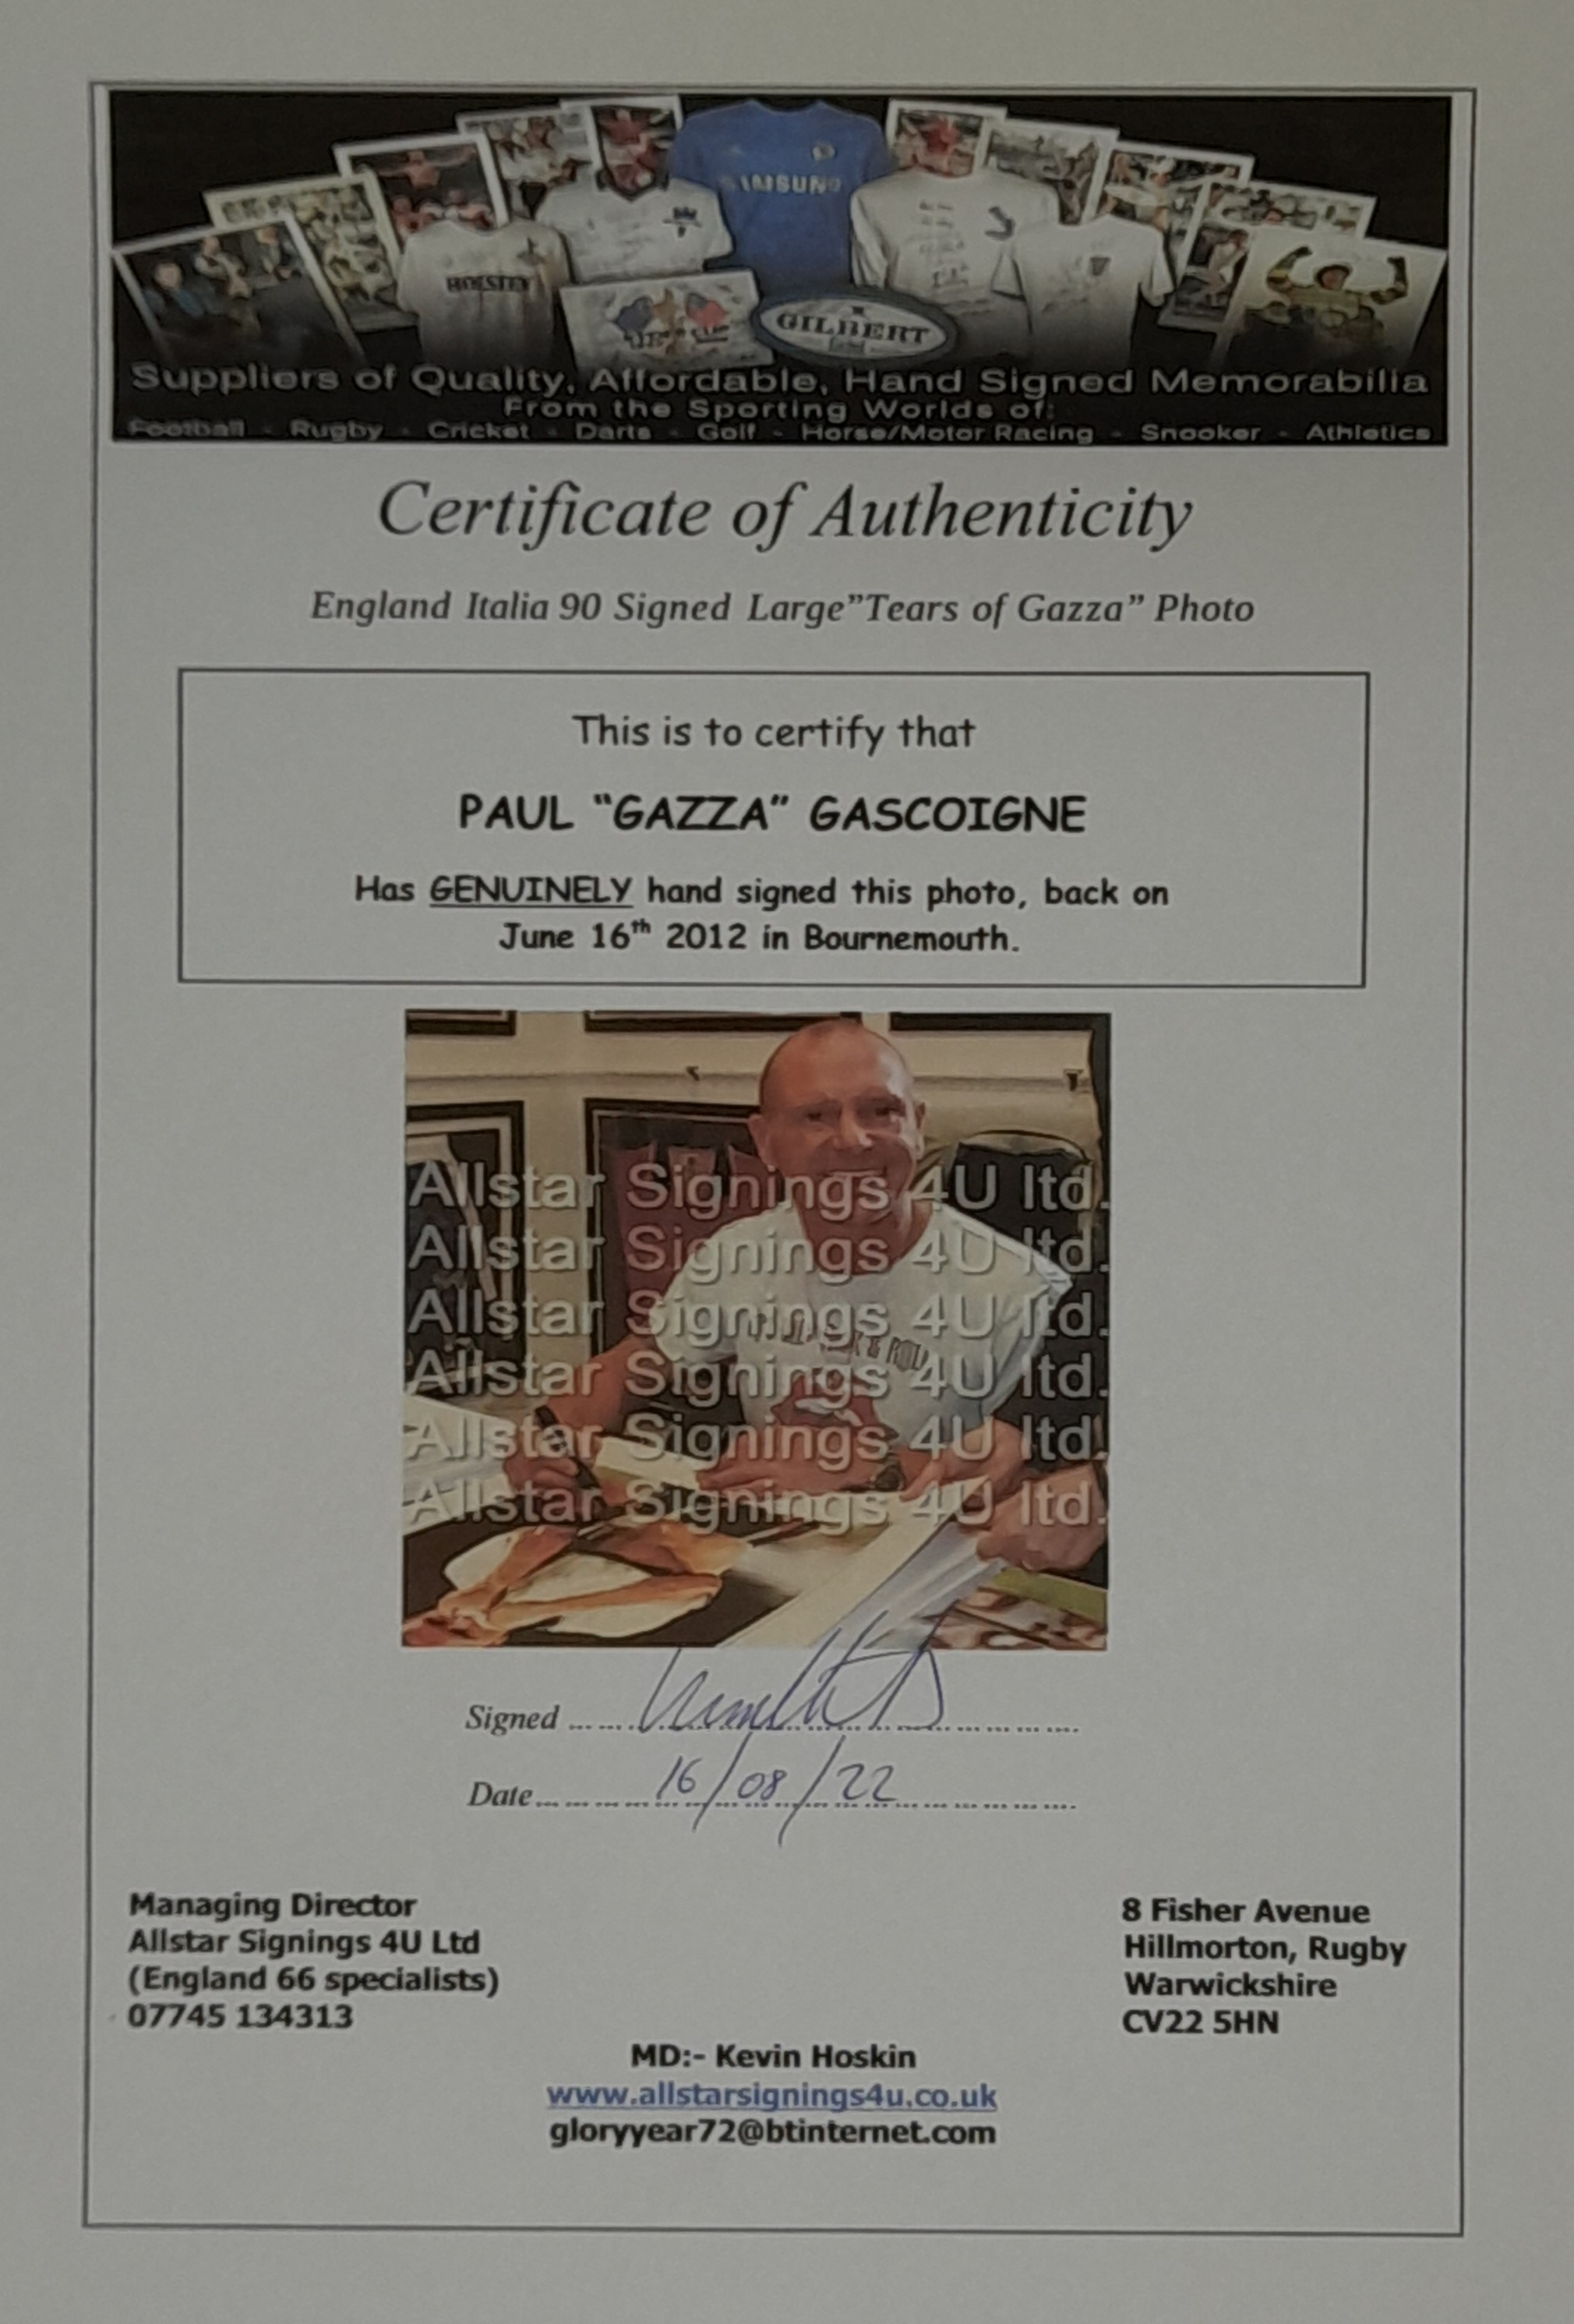 HOLSTEN
SAMSUNG
GILBERT
Suppliers of Quality, Affordable, Hand Signed Memorabilia
From the Sporting Worlds of:
Football - Rugby - Cricket - Darts - Golf - Horse/Motor Racing - Snooker - Athletics
Certificate of Authenticity
England Italia 90 Signed Large”Tears of Gazza” Photo
This is to certify that
PAUL “GAZZA” GASCOIGNE
Has GENUINELY hand signed this photo, back on
June 16th 2012 in Bournemouth.
Allstar Signings 4U ltd.
Allstar Signings 4U ltd.
Allstar Signings 4U ltd.
Allstar Signings 4U ltd.
Allstar Signings 4U ltd.
Allstar Signings 4U ltd.
Signed
Date 16/08/22
Managing Director
Allstar Signings 4U Ltd
(England 66 specialists)
07745 134313
8 Fisher Avenue
Hillmorton, Rugby
Warwickshire
CV22 5HN
MD:- Kevin Hoskin
www.allstarsignings4u.co.uk
gloryyear72@btinternet.com